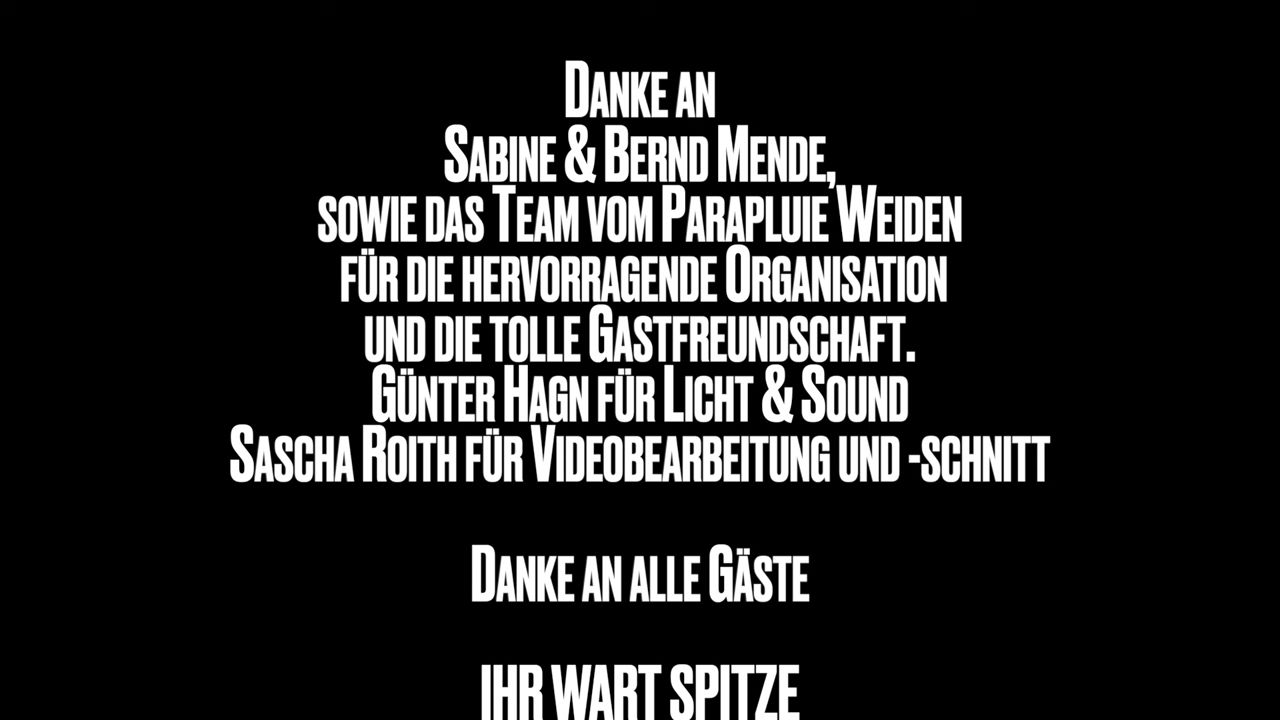 Danke an
Sabine & Bernd Mende,
sowie das Team vom Parapluie Weiden
für die hervorragende Organisation
und die tolle Gastfreundschaft.
Günter Hagn für Licht & Sound
Sascha Roith für Videobearbeitung und -schnitt
Danke an alle Gäste
IHR WART SPITZE